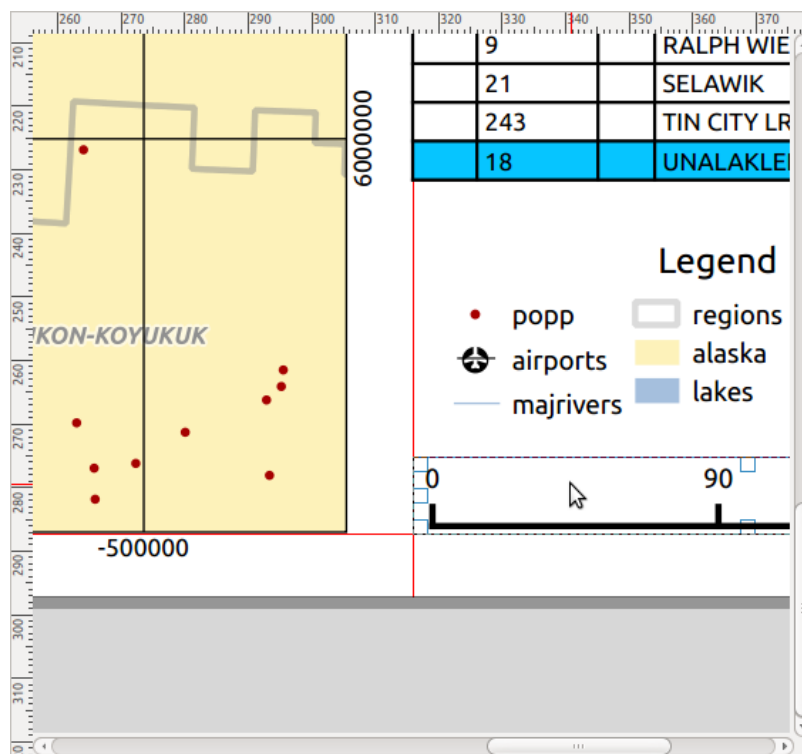 260 270 280 290 300 310 320 330 340 350 360 370
210
220
230
240
250
260
270
280
290
300
310
9 RALPH WIE
21 SELAWIK
243 TIN CITY LR
18 UNALAKLE
6000000
KON-KOYUKUK
-500000
Legend
popp
airports
majrivers
regions
alaska
lakes
0 90